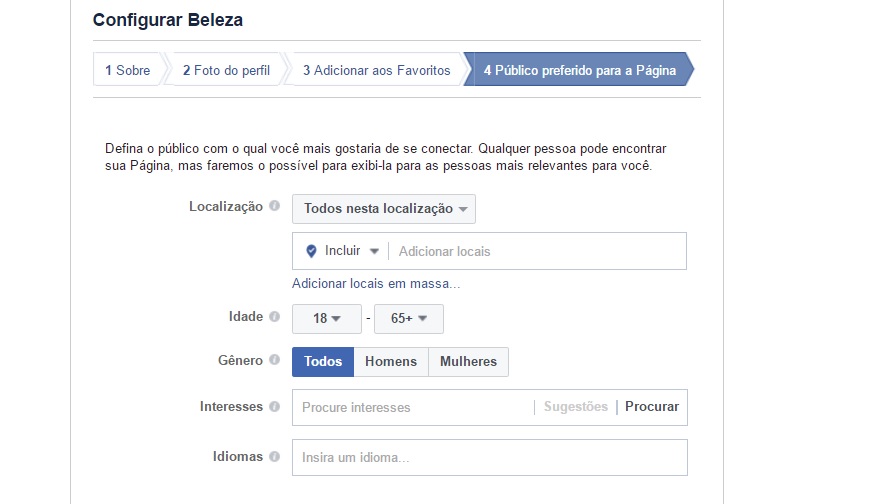 Configurar Beleza
1 Sobre 2 Foto do perfil 3 Adicionar aos Favoritos 4 Público preferido para a Página
Defina o público com o qual você mais gostaria de se conectar. Qualquer pessoa pode encontrar
sua Página, mas faremos o possível para exibi-la para as pessoas mais relevantes para você.
Localização Todos nesta localização
Incluir Adicionar locais
Adicionar locais em massa...
Idade 18 - 65+
Gênero Todos Homens Mulheres
Interesses Procure interesses Sugestões Procurar
Idiomas Insira um idioma...